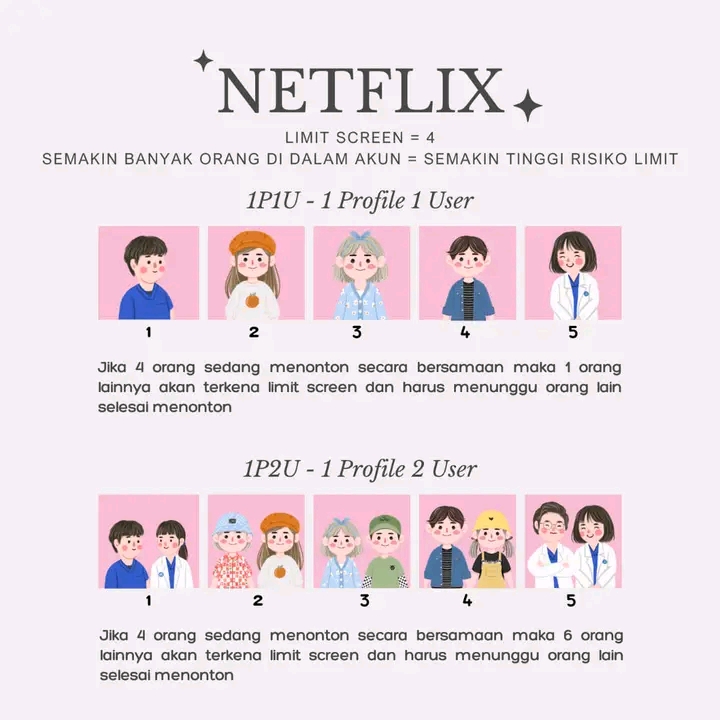 NETFLIX
LIMIT SCREEN = 4
SEMAKIN BANYAK ORANG DI DALAM AKUN = SEMAKIN TINGGI RISIKO LIMIT
1P1U - 1 Profile 1 User
1 2 3 4 5
Jika 4 orang sedang menonton secara bersamaan maka 1 orang
lainnya akan terkena limit screen dan harus menunggu orang lain
selesai menonton
1P2U - 1 Profile 2 User
1 2 3 4 5
Jika 4 orang sedang menonton secara bersamaan maka 6 orang
lainnya akan terkena limit screen dan harus menunggu orang lain
selesai menonton